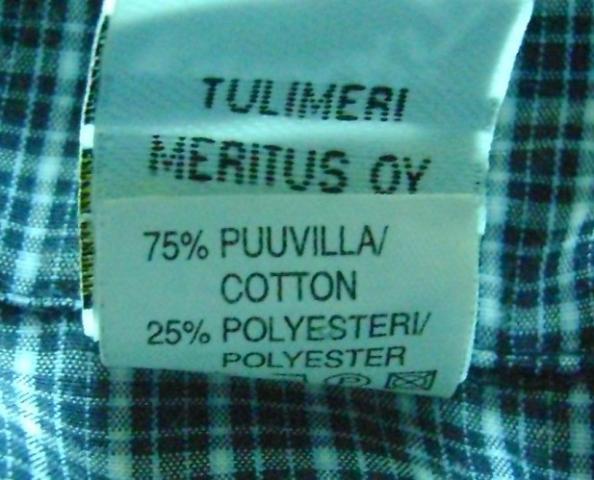 TULIMERI
MERITUS OY
75% PUUVILLA/
COTTON
25% POLYESTERI/
POLYESTER
P